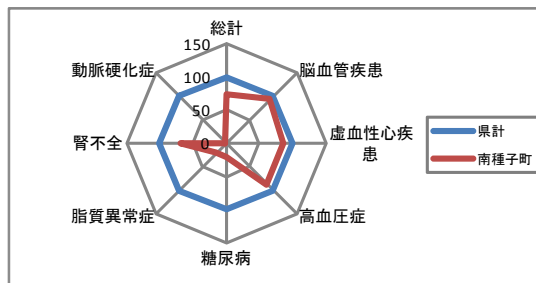 総計
150
100
50
0
脳血管疾患
虚血性心疾
患
高血圧症
糖尿病
脂質異常症
腎不全
動脈硬化症
県計
南種子町